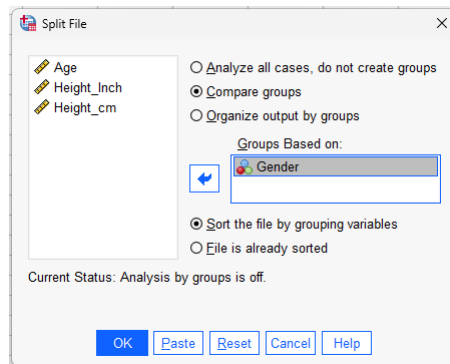 Split File
Age
Height_Inch
Height_cm
Analyze all cases, do not create groups
Compare groups
Organize output by groups
Groups Based on:
Gender
Sort the file by grouping variables
File is already sorted
Current Status: Analysis by groups is off.
OK Paste Reset Cancel Help